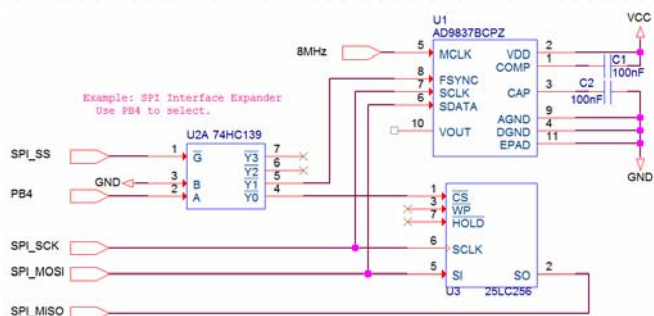 U1
AD9837BCPZ
VCC
8MHz
5 MCLK VDD 2
COMP 1
C1
100nF
8 FSYNC
7 SCLK CAP 3
C2
100nF
6 SDATA
AGND 9
10 VOUT DGND 4
EPAD 11
GND
Example: SPI Interface Expander
Use PB4 to select.
U2A 74HC139
SPI_SS 1 G Y3 7
Y2 6
GND 3 B Y1 5
PB4 2 A Y0 4
1 CS
3 WP
7 HOLD
SPI_SCK 6 SCLK
SPI_MOSI 5 SI SO 2
U3 25LC256
SPI_MISO